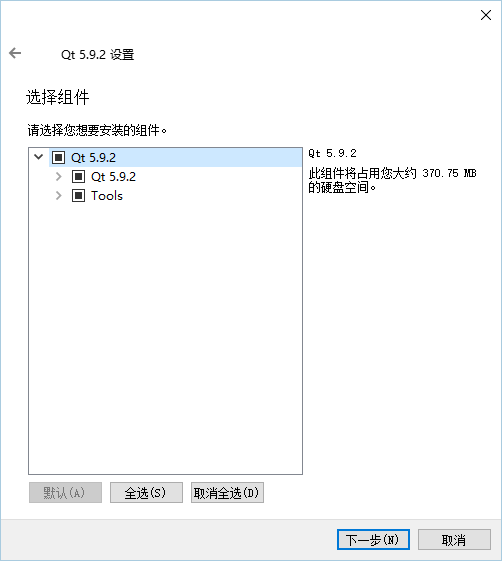 Qt 5.9.2 设置
选择组件
请选择您想要安装的组件。
Qt 5.9.2
Qt 5.9.2
Tools
Qt 5.9.2
此组件将占用您大约 370.75 MB
的硬盘空间。
默认(A)
全选(S)
取消全选(D)
下一步(N)
取消